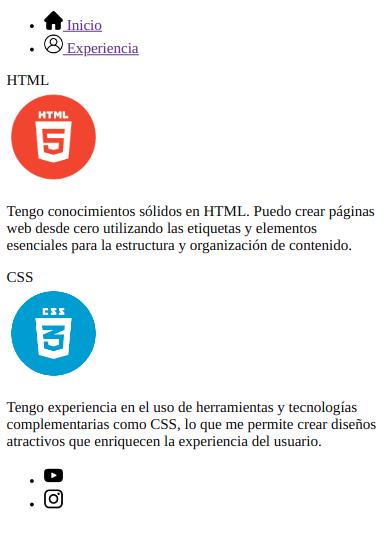 Inicio
Experiencia
HTML
HTML
5
Tengo conocimientos sólidos en HTML. Puedo crear páginas
web desde cero utilizando las etiquetas y elementos
esenciales para la estructura y organización de contenido.
CSS
CSS
3
Tengo experiencia en el uso de herramientas y tecnologías
complementarias como CSS, lo que me permite crear diseños
atractivos que enriquecen la experiencia del usuario.